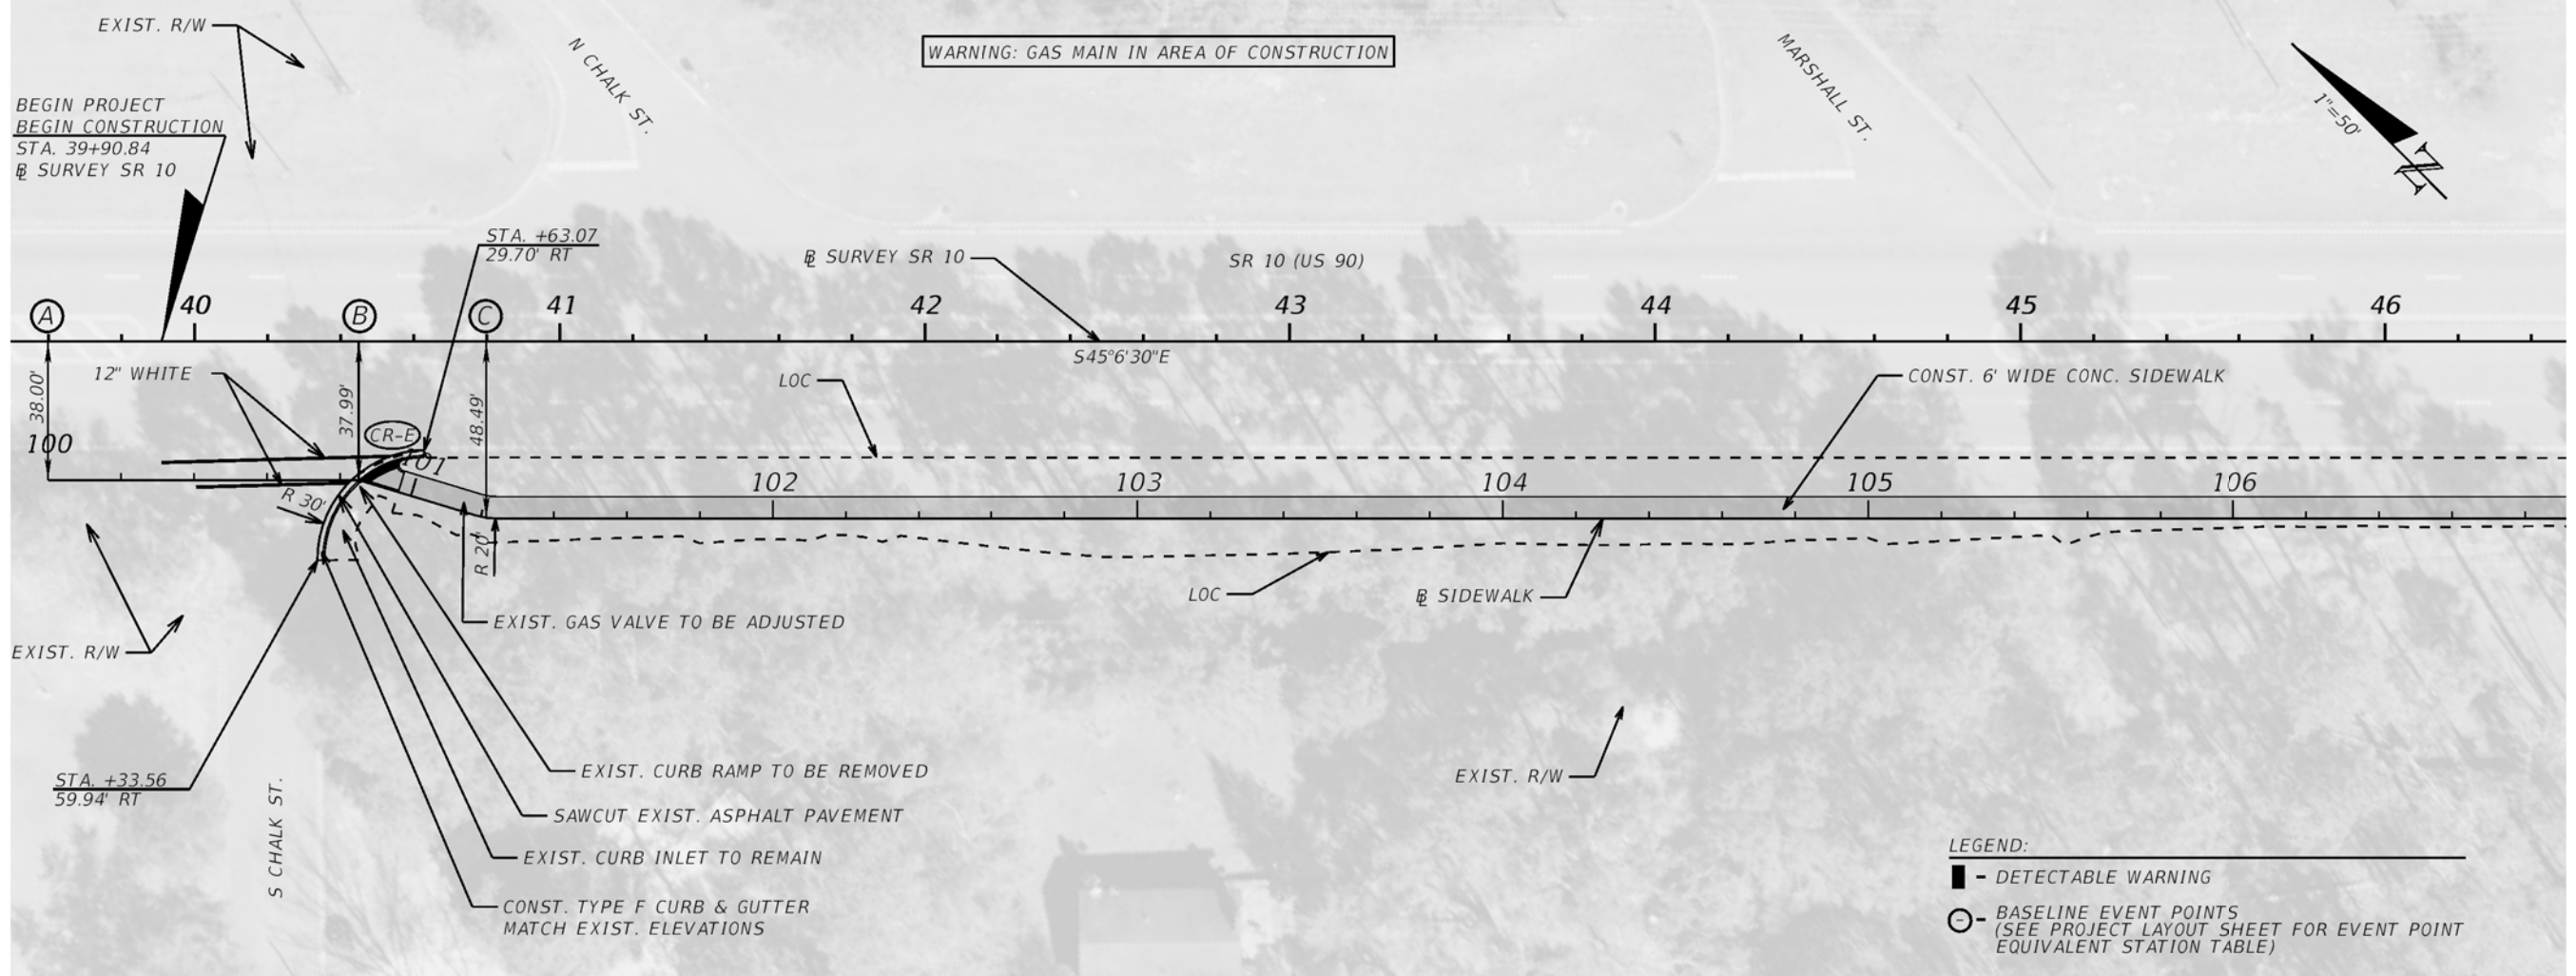 EXIST. R/W
N CHALK ST.
WARNING: GAS MAIN IN AREA OF CONSTRUCTION
MARSHALL ST.
1"=50'
N
BEGIN PROJECT
BEGIN CONSTRUCTION
STA. 39+90.84
℄ SURVEY SR 10
STA. +63.07
29.70' RT
℄ SURVEY SR 10
SR 10 (US 90)
A
40
B
C
41
42
43
44
45
46
S45°6'30"E
12" WHITE
38.00'
37.99'
48.49'
LOC
CONST. 6' WIDE CONC. SIDEWALK
CR-E
100
101
102
103
104
105
106
R 30'
R 20'
LOC
℄ SIDEWALK
EXIST. GAS VALVE TO BE ADJUSTED
EXIST. R/W
STA. +33.56
59.94' RT
S CHALK ST.
EXIST. CURB RAMP TO BE REMOVED
SAWCUT EXIST. ASPHALT PAVEMENT
EXIST. CURB INLET TO REMAIN
CONST. TYPE F CURB & GUTTER
MATCH EXIST. ELEVATIONS
EXIST. R/W
LEGEND:
- DETECTABLE WARNING
- BASELINE EVENT POINTS
(SEE PROJECT LAYOUT SHEET FOR EVENT POINT
EQUIVALENT STATION TABLE)